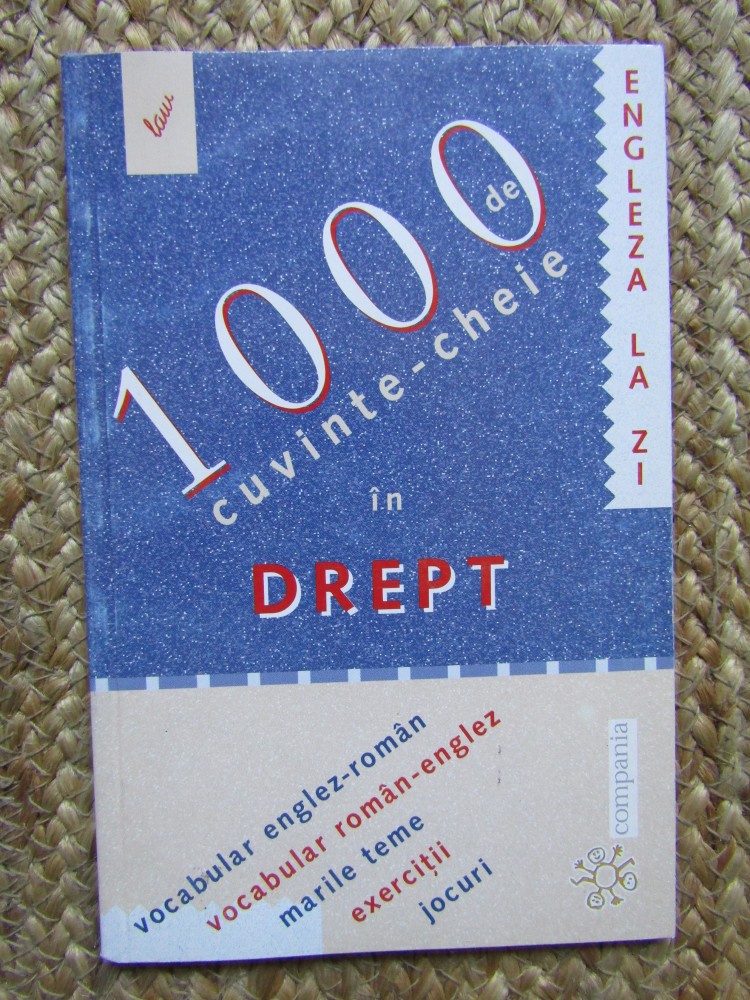 law
ENGLEZA LA ZI
1000
de
cuvinte-cheie
în
DREPT
vocabular englez-român
vocabular român-englez
marile teme
exerciții
jocuri
compania